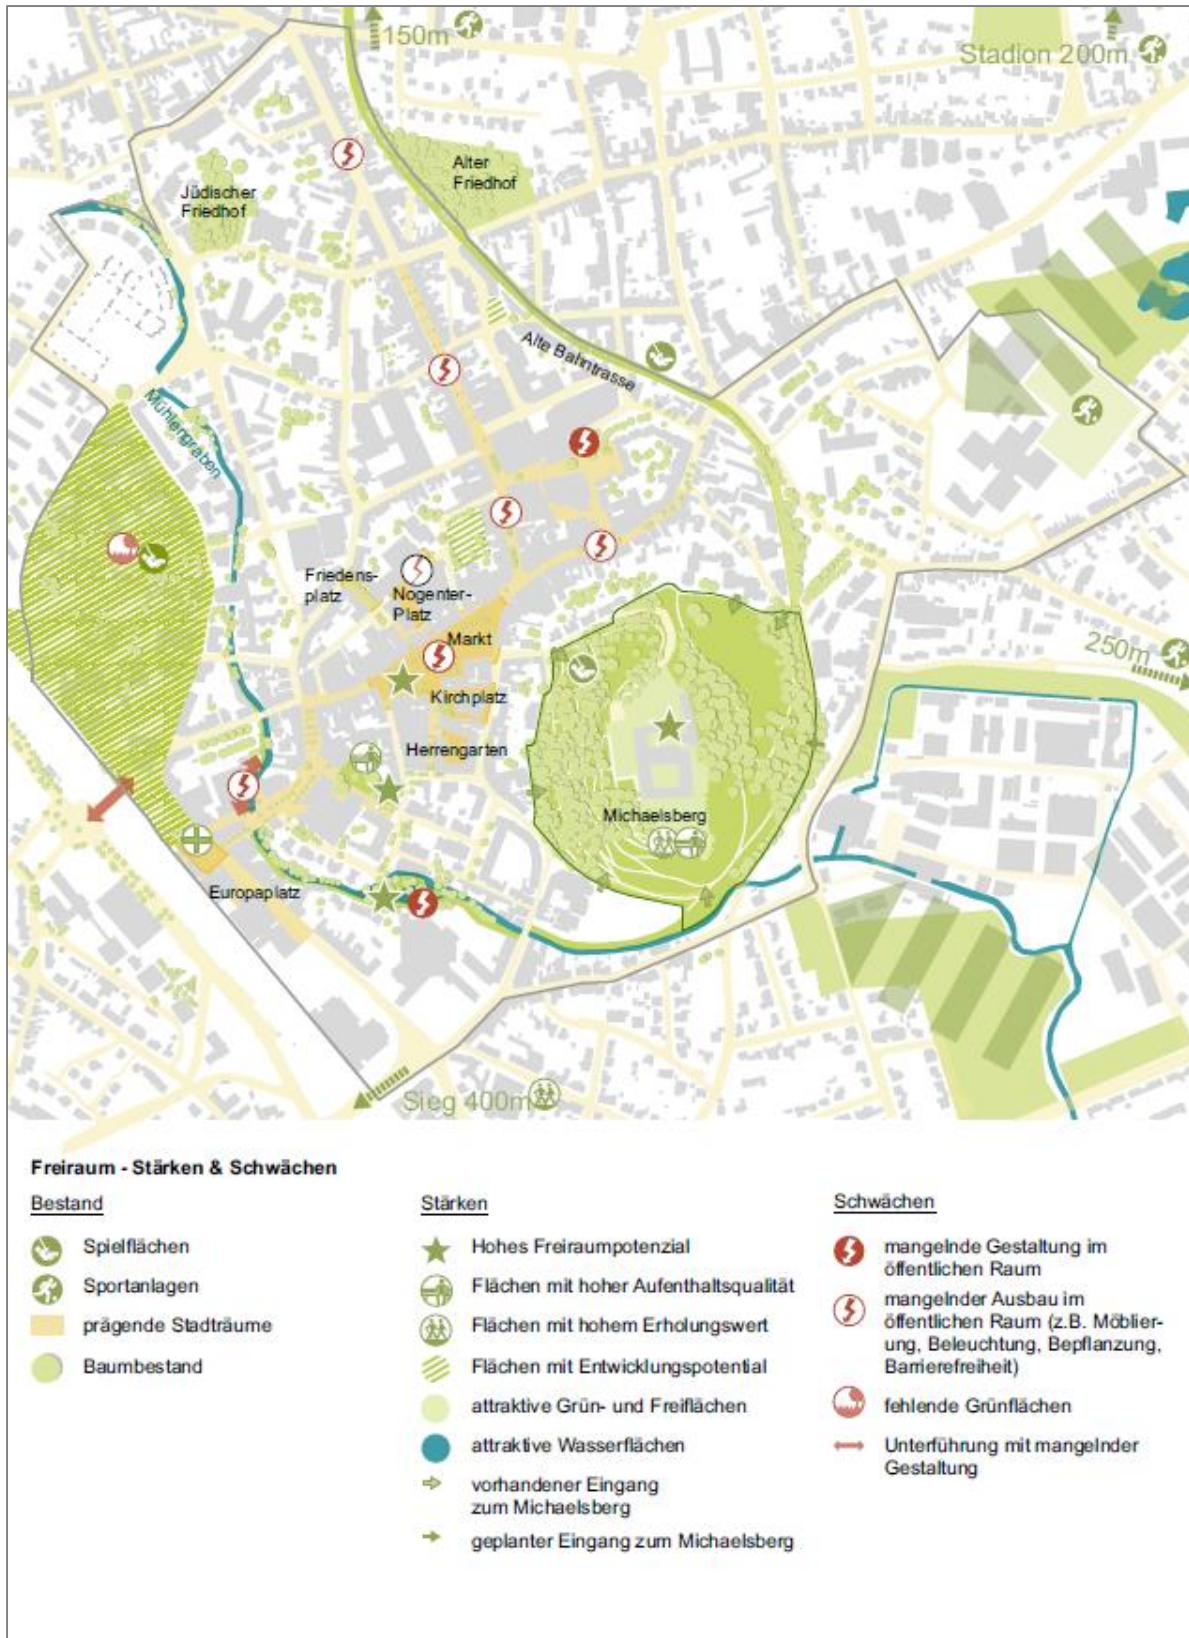 150m
Stadion 200m
Alter
Friedhof
Jüdischer
Friedhof
Alte Bahntrasse
Mühlengraben
Friedens-
platz
Nogenter-
Platz
Markt
Kirchplatz
250m
Herrengarten
Michaelsberg
Europaplatz
Sieg 400m
Freiraum - Stärken & Schwächen
Bestand
Spielflächen
Sportanlagen
prägende Stadträume
Baumbestand
Stärken
Hohes Freiraumpotenzial
Flächen mit hoher Aufenthaltsqualität
Flächen mit hohem Erholungswert
Flächen mit Entwicklungspotential
attraktive Grün- und Freiflächen
attraktive Wasserflächen
vorhandener Eingang
zum Michaelsberg
geplanter Eingang zum Michaelsberg
Schwächen
mangelnde Gestaltung im
öffentlichen Raum
mangelnder Ausbau im
öffentlichen Raum (z.B. Möblier-
ung, Beleuchtung, Bepflanzung,
Barrierefreiheit)
fehlende Grünflächen
Unterführung mit mangelnder
Gestaltung